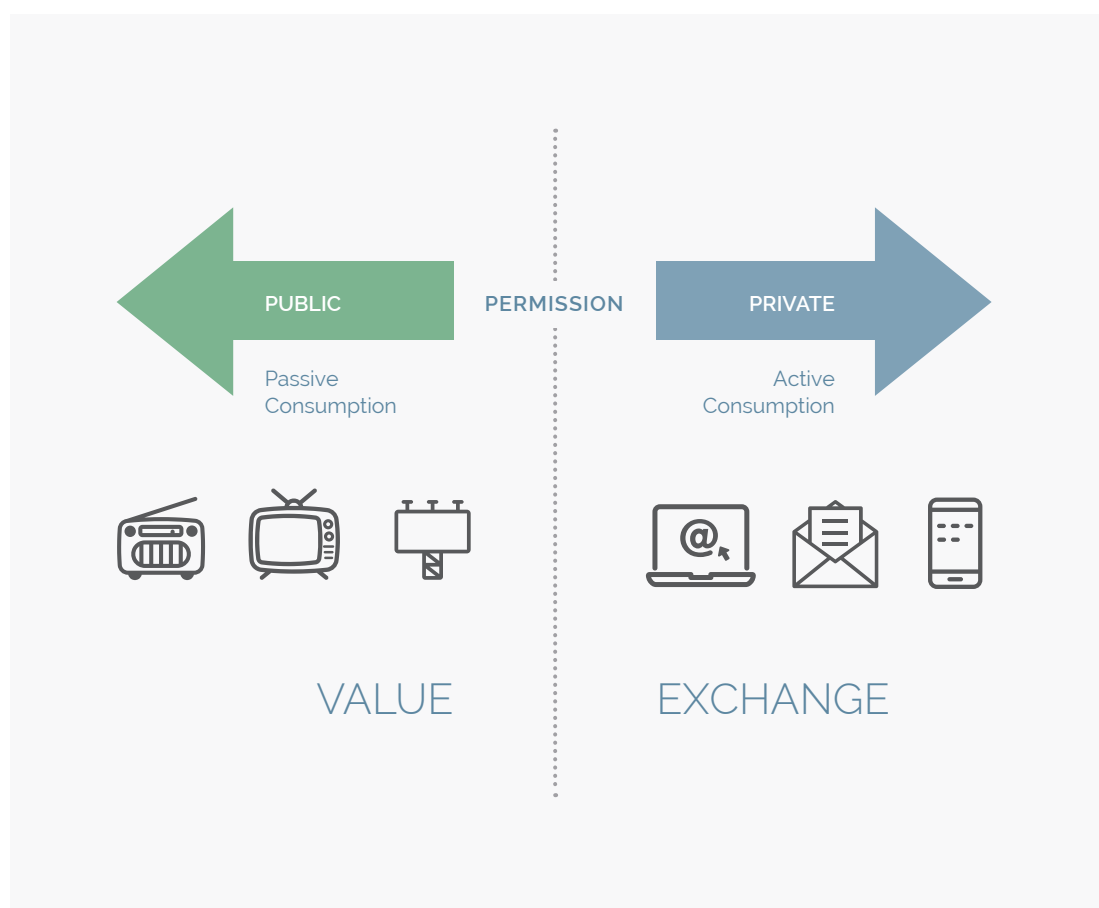 PUBLIC
PERMISSION
PRIVATE
Passive
Consumption
Active
Consumption
@
VALUE
EXCHANGE